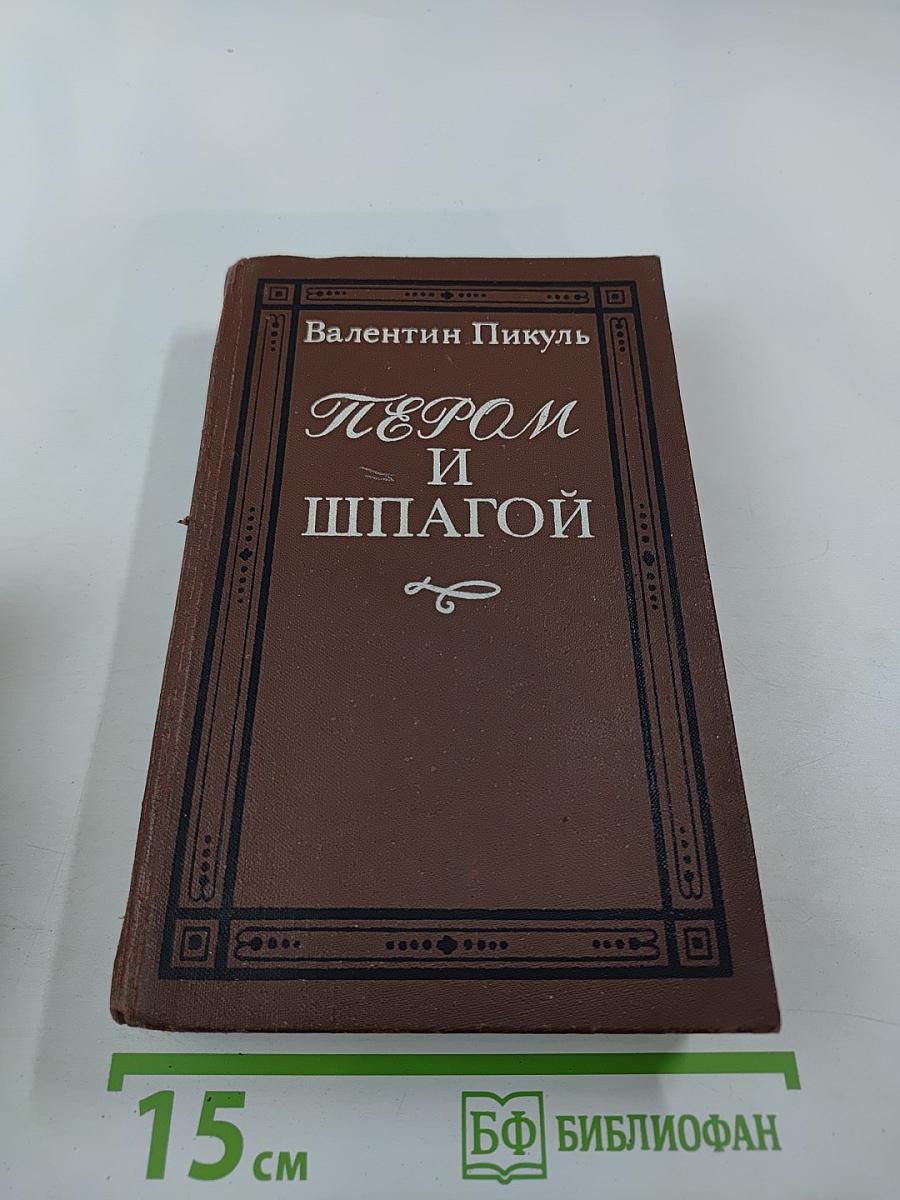 Валентин Пикуль
ПЕРОМ
И
ШПАГОЙ
15 см
БФ БИБЛИОФАН